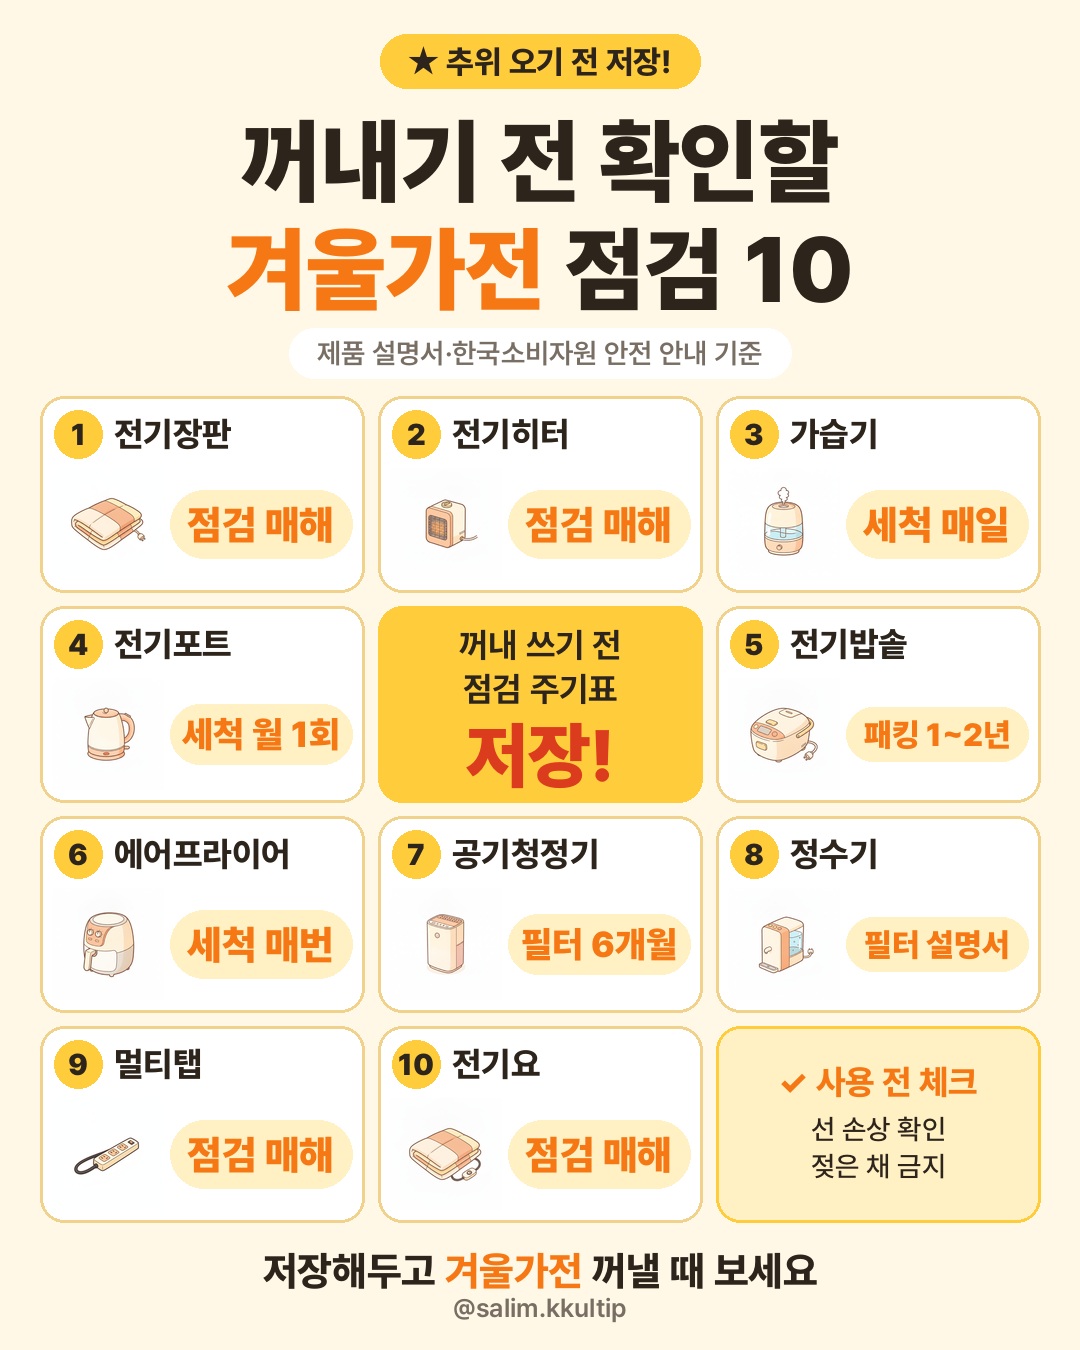 ★ 추위 오기 전 저장!
꺼내기 전 확인할
겨울가전 점검 10
제품 설명서·한국소비자원 안전 안내 기준
1 전기장판
점검 매해
2 전기히터
점검 매해
3 가습기
세척 매일
4 전기포트
세척 월 1회
꺼내 쓰기 전
점검 주기표
저장!
5 전기밥솥
패킹 1~2년
6 에어프라이어
세척 매번
7 공기청정기
필터 6개월
8 정수기
필터 설명서
9 멀티탭
점검 매해
10 전기요
점검 매해
✓ 사용 전 체크
선 손상 확인
젖은 채 금지
저장해두고 겨울가전 꺼낼 때 보세요
@salim.kkultip